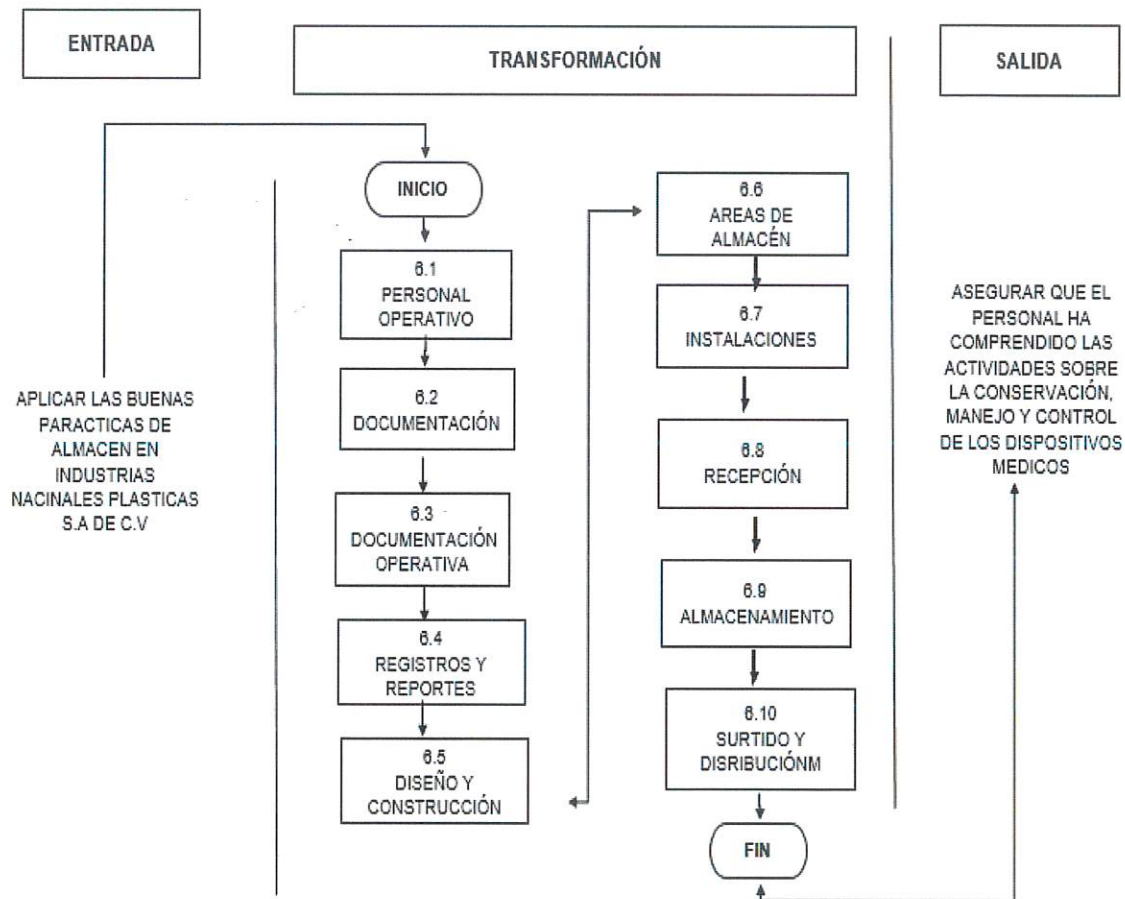 ENTRADA
TRANSFORMACIÓN
SALIDA
APLICAR LAS BUENAS
PARACTICAS DE
ALMACEN EN
INDUSTRIAS
NACINALES PLASTICAS
S.A DE C.V
INICIO
6.1
PERSONAL
OPERATIVO
6.2
DOCUMENTACIÓN
6.3
DOCUMENTACIÓN
OPERATIVA
6.4
REGISTROS Y
REPORTES
6.5
DISEÑO Y
CONSTRUCCIÓN
6.6
AREAS DE
ALMACÉN
6.7
INSTALACIONES
6.8
RECEPCIÓN
6.9
ALMACENAMIENTO
6.10
SURTIDO Y
DISRIBUCIÓNM
FIN
ASEGURAR QUE EL
PERSONAL HA
COMPRENDIDO LAS
ACTIVIDADES SOBRE
LA CONSERVACIÓN,
MANEJO Y CONTROL
DE LOS DISPOSITIVOS
MEDICOS